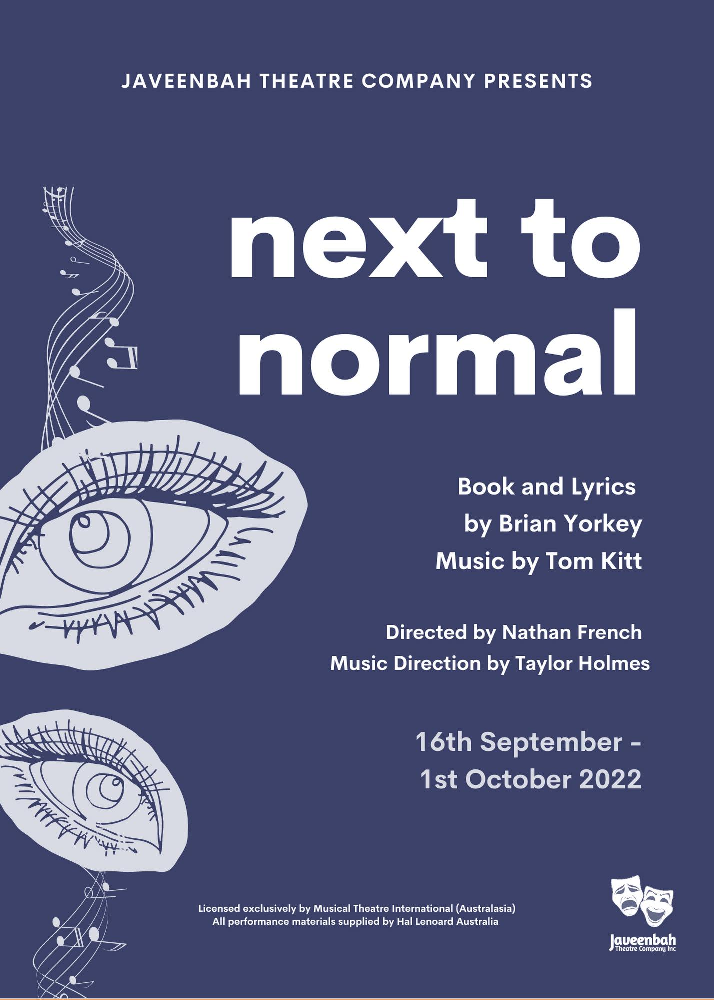 JAVEENBAH THEATRE COMPANY PRESENTS
next to
normal
Book and Lyrics
by Brian Yorkey
Music by Tom Kitt
Directed by Nathan French
Music Direction by Taylor Holmes
16th September -
1st October 2022
Licensed exclusively by Musical Theatre International (Australasia)
All performance materials supplied by Hal Lenoard Australia
Javeenbah
Theatre Company Inc